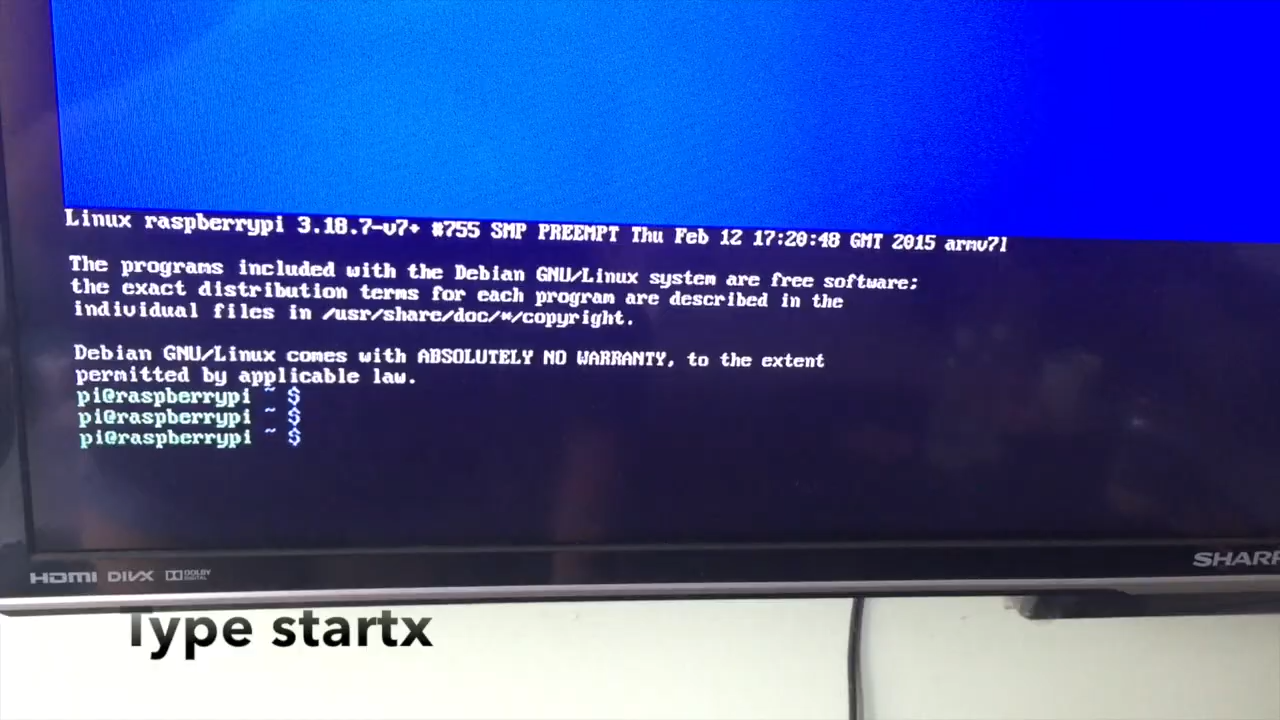 Linux raspberrypi 3.18.7-v7+ #755 SMP PREEMPT Thu Feb 12 17:20:48 GMT 2015 armv7l
The programs included with the Debian GNU/Linux system are free software;
the exact distribution terms for each program are described in the
individual files in /usr/share/doc/*/copyright.
Debian GNU/Linux comes with ABSOLUTELY NO WARRANTY, to the extent
permitted by applicable law.
pi@raspberrypi ~ $
pi@raspberrypi ~ $
pi@raspberrypi ~ $
HDMI DIVX DOLBY DIGITAL
SHARP
Type startx